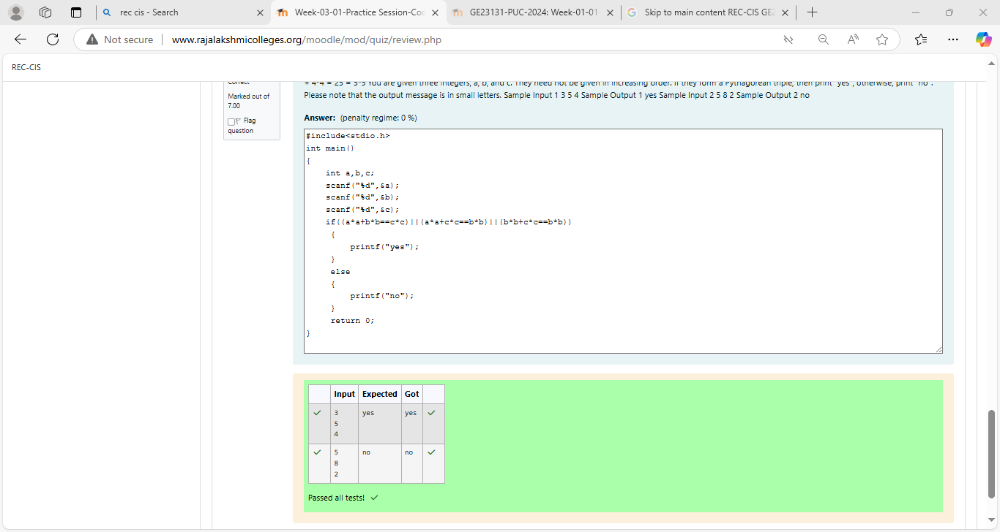 rec cis - Search
Week-03-01-Practice Session-Coc
GE23131-PUC-2024: Week-01-01-
Skip to main content REC-CIS GE2
Not secure
www.rajalakshmicolleges.org/moodle/mod/quiz/review.php
REC-CIS
Correct
Marked out of
7.00
Flag
question
+ 4*4 = 25 = 5*5 You are given three integers, a, b, and c. They need not be given in increasing order. If they form a Pythagorean triple, then print "yes", otherwise, print "no".
Please note that the output message is in small letters. Sample Input 1 3 5 4 Sample Output 1 yes Sample Input 2 5 8 2 Sample Output 2 no
Answer: (penalty regime: 0 %)
#include<stdio.h>
int main()
{
    int a,b,c;
    scanf("%d",&a);
    scanf("%d",&b);
    scanf("%d",&c);
    if((a*a+b*b==c*c)||(a*a+c*c==b*b)||(b*b+c*c==b*b))
     {
         printf("yes");
     }
     else
     {
         printf("no");
     }
     return 0;
}
Input Expected Got
3 yes yes
5
4
5 no no
8
2
Passed all tests!